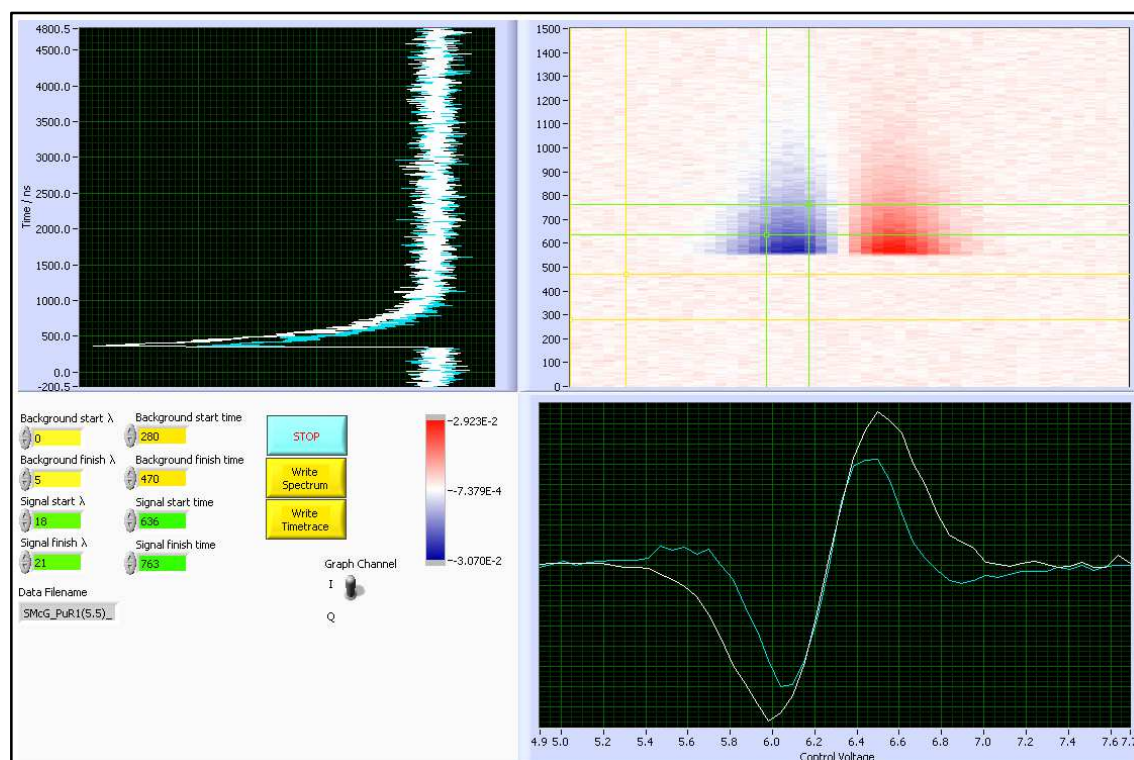 4800.5
4500.0
4000.0
3500.0
3000.0
2500.0
2000.0
1500.0
1000.0
500.0
0.0
-200.5
Time / ns
1500
1400
1300
1200
1100
1000
900
800
700
600
500
400
300
200
100
0
Background start λ
0
Background start time
280
Background finish λ
5
Background finish time
470
Signal start λ
18
Signal start time
636
Signal finish λ
21
Signal finish time
763
Data Filename
SMcG_PuR1(5.5)_
STOP
Write
Spectrum
Write
Timetrace
Graph Channel
I
Q
-2.923E-2
-7.379E-4
-3.070E-2
4.9 5.0 5.2 5.4 5.6 5.8 6.0 6.2 6.4 6.6 6.8 7.0 7.2 7.4 7.6 7.7
Control Voltage